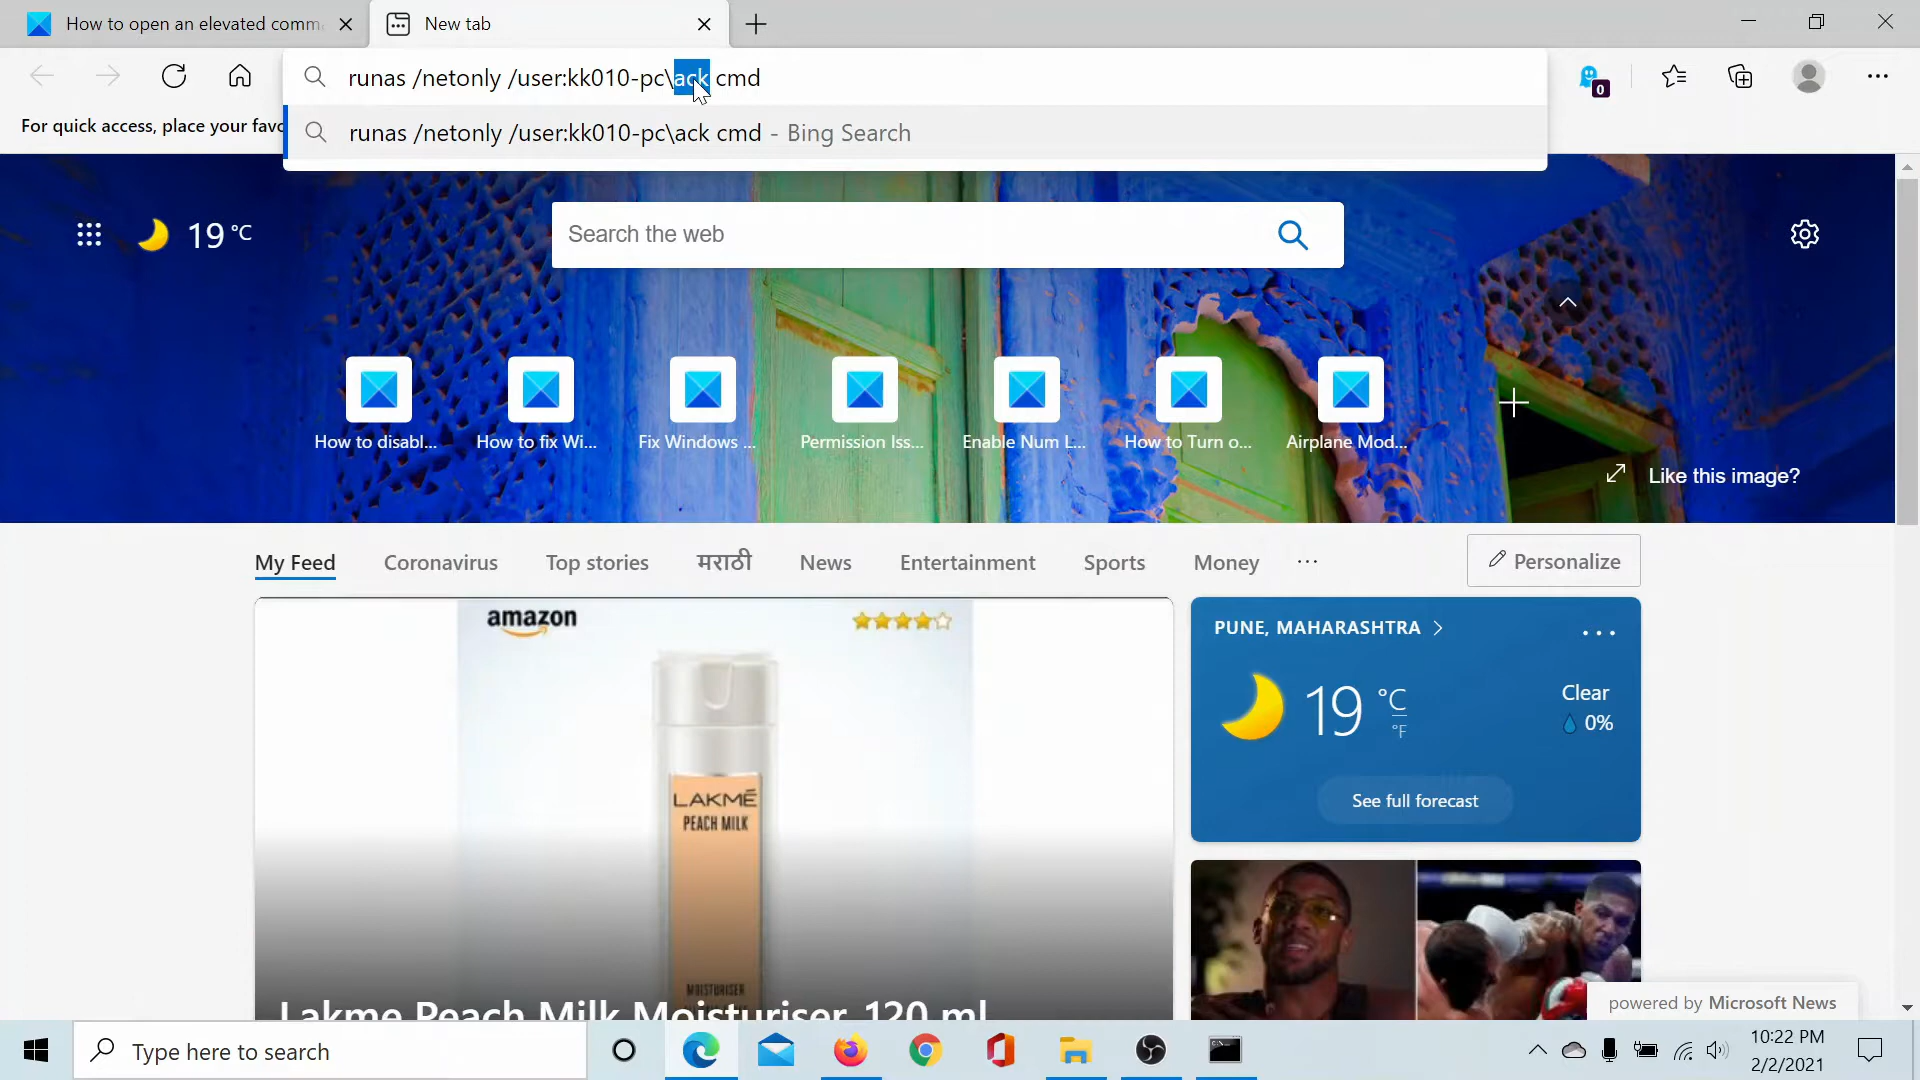 How to open an elevated comm
New tab
runas /netonly /user:kk010-pc\ack cmd
0
For quick access, place your favo
runas /netonly /user:kk010-pc\ack cmd - Bing Search
19 °C
Search the web
How to disabl...
How to fix Wi...
Fix Windows ...
Permission Iss...
Enable Num L...
How to Turn o...
Airplane Mod...
Like this image?
My Feed
Coronavirus
Top stories
मराठी
News
Entertainment
Sports
Money
Personalize
amazon
LAKMÉ
PEACH MILK
MOISTURISER
Lakme Peach Milk Moisturiser 120 ml
PUNE, MAHARASHTRA
19 °C
°F
Clear
0%
See full forecast
powered by Microsoft News
Type here to search
10:22 PM
2/2/2021